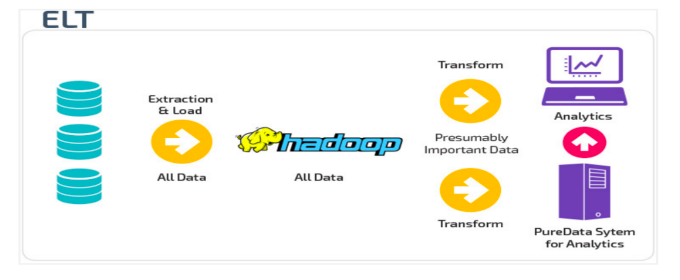 ELT
Extraction
& Load
All Data
hadoop
All Data
Transform
Presumably
Important Data
Transform
Analytics
PureData Sytem
for Analytics